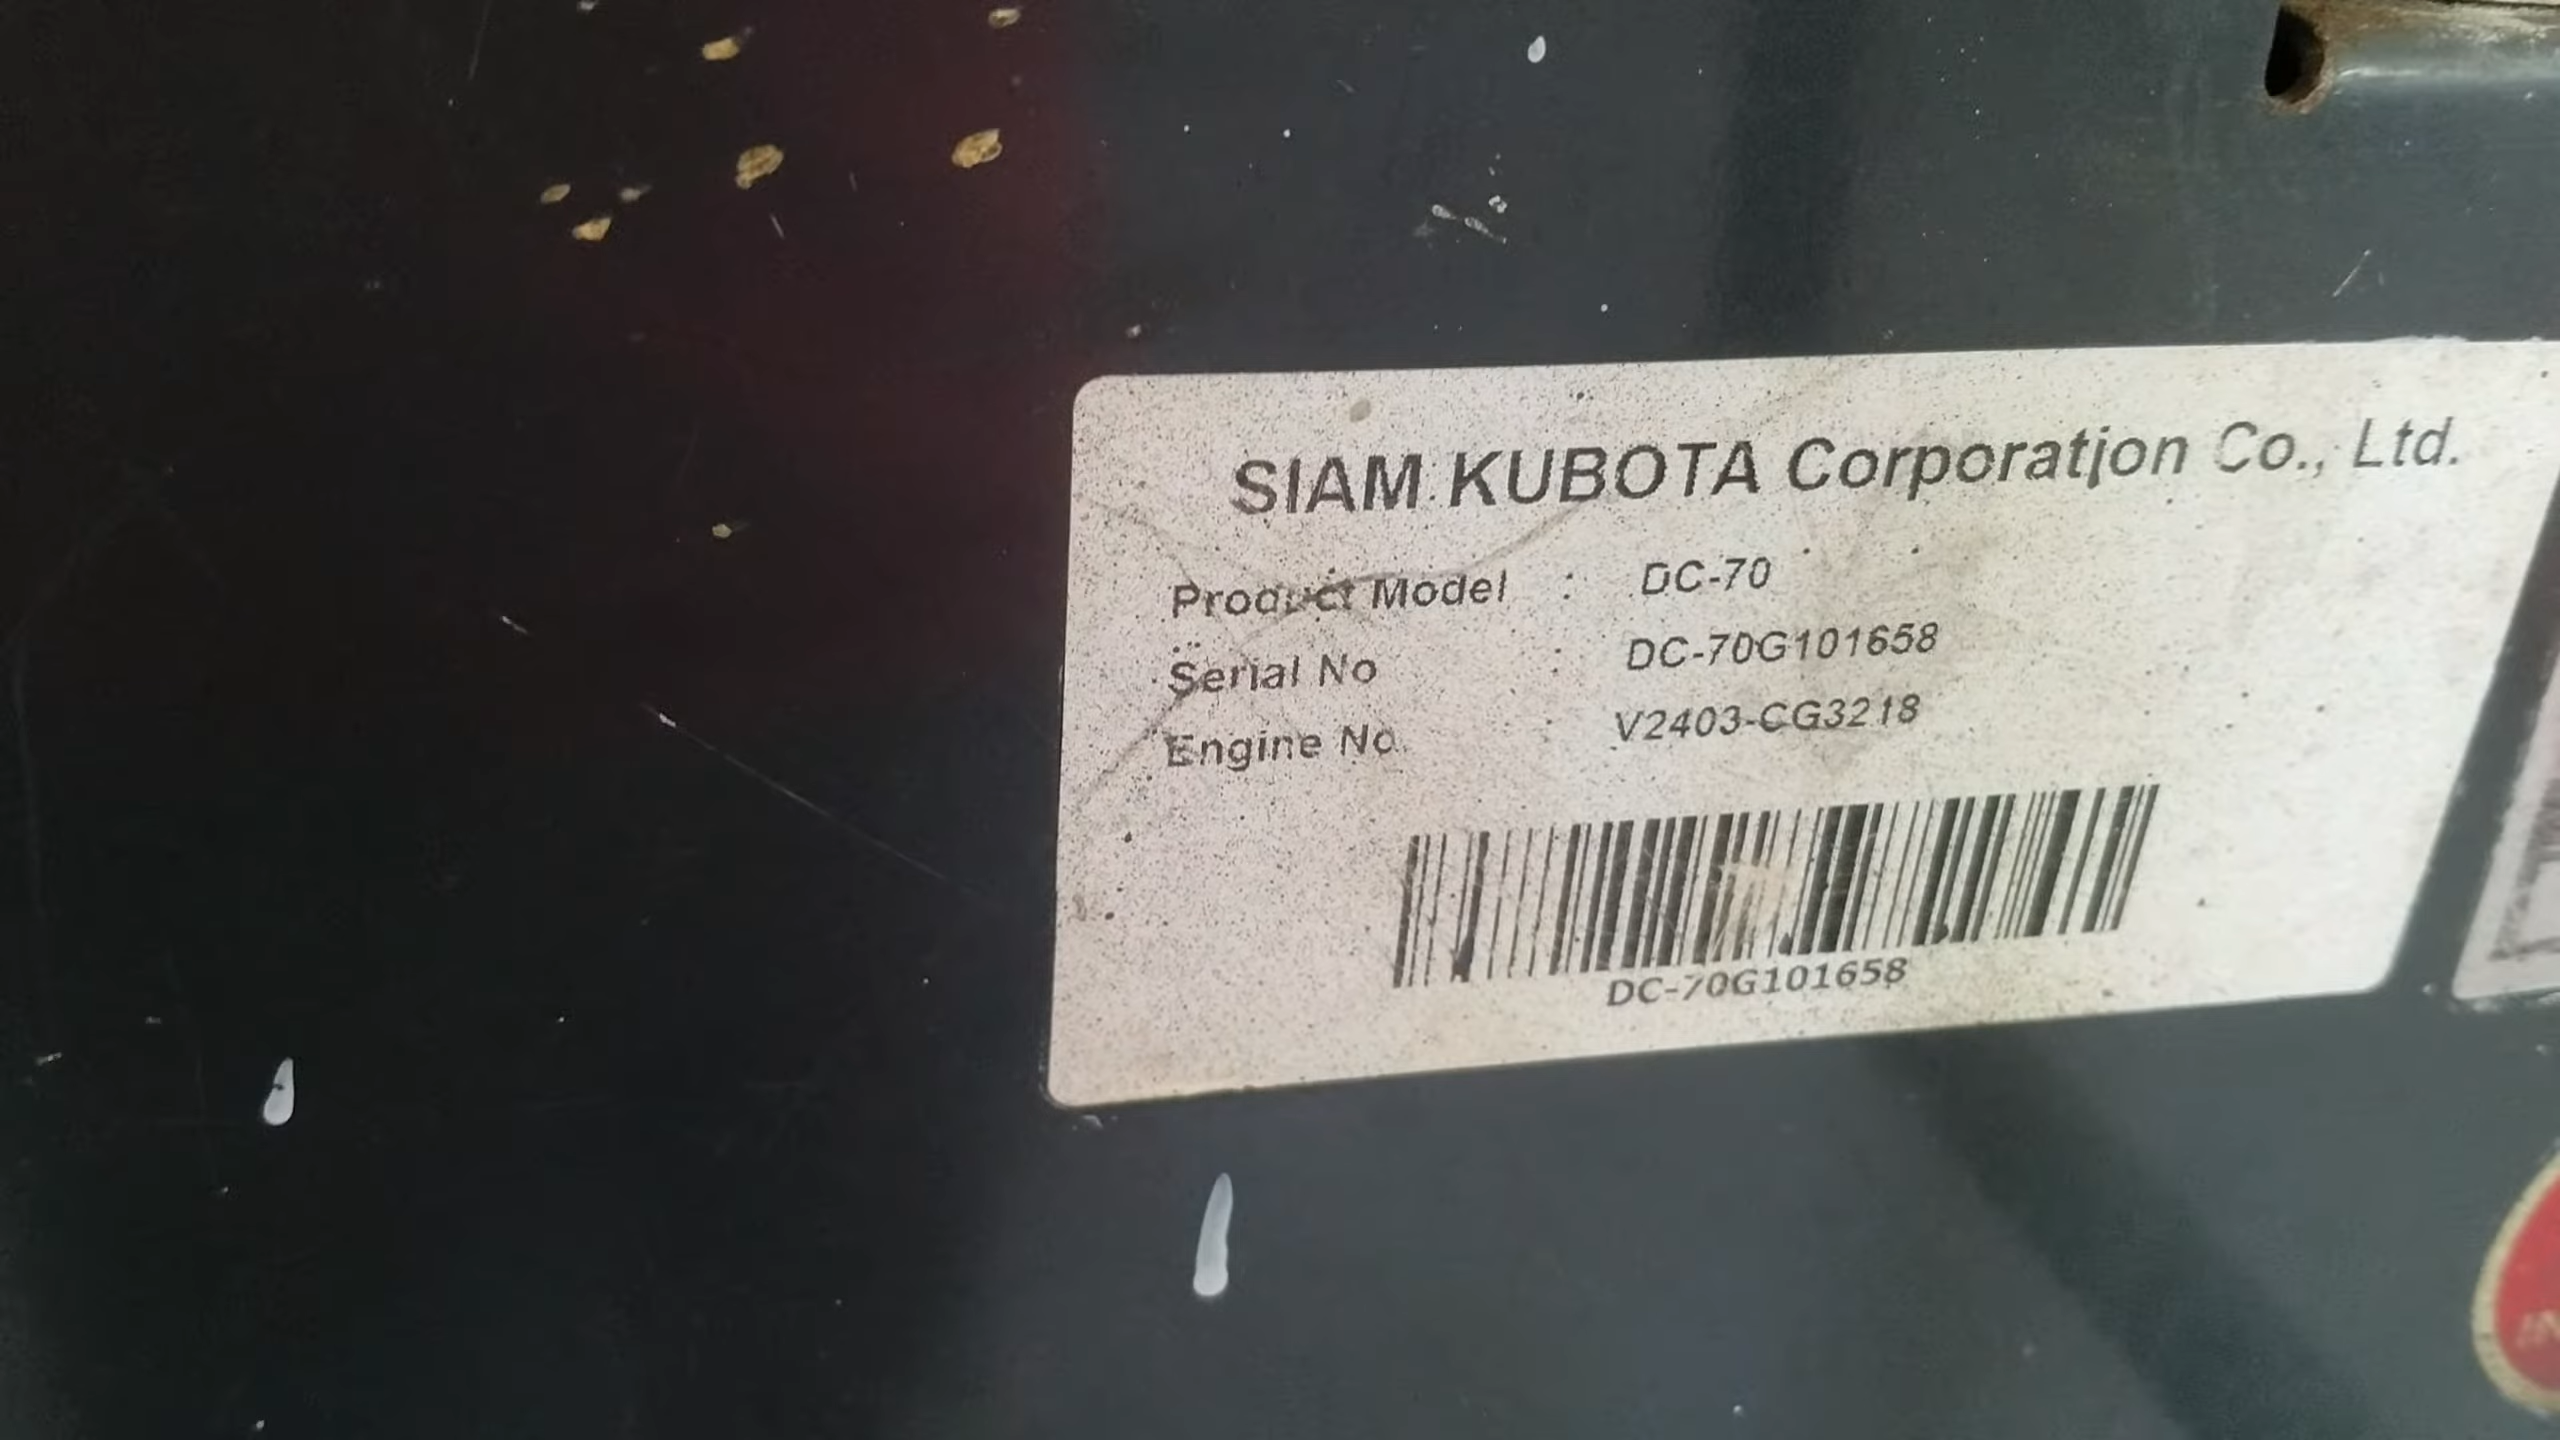 SIAM KUBOTA Corporation Co., Ltd.
Product Model : DC-70
Serial No : DC-70G101658
Engine No. : V2403-CG3218
DC-70G101658